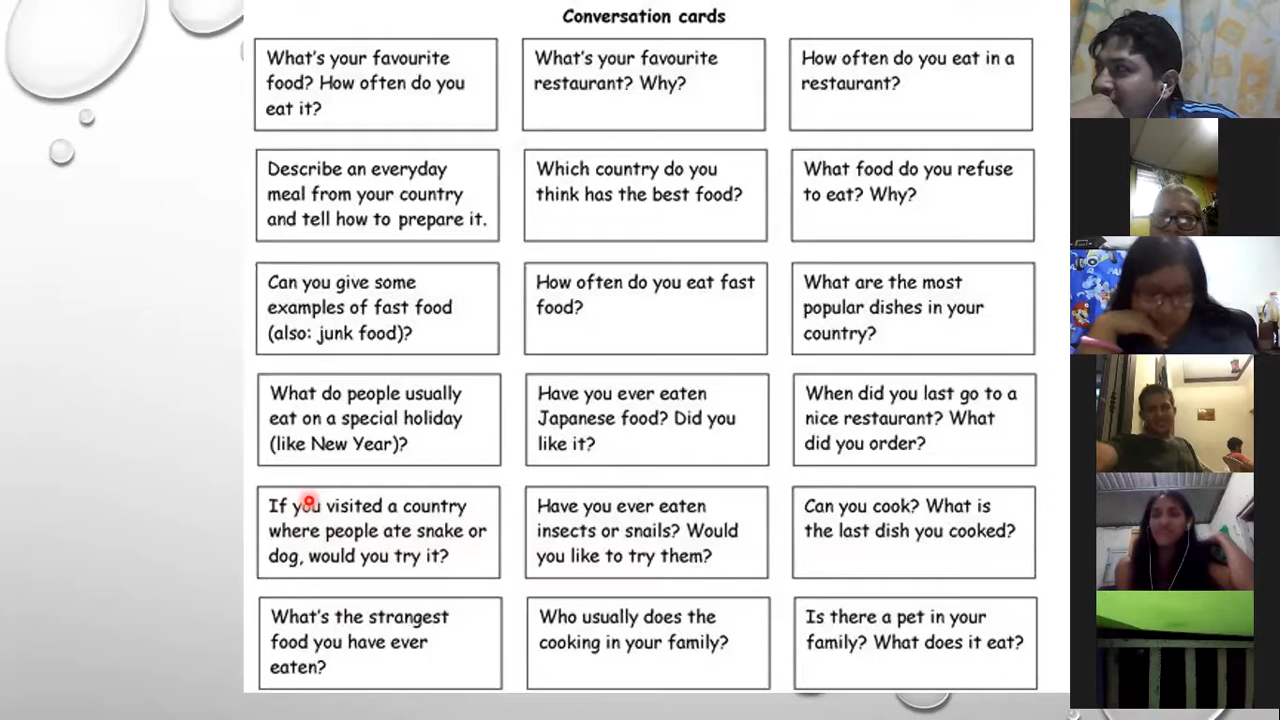 Conversation cards
What's your favourite
food? How often do you
eat it?
What's your favourite
restaurant? Why?
How often do you eat in a
restaurant?
Describe an everyday
meal from your country
and tell how to prepare it.
Which country do you
think has the best food?
What food do you refuse
to eat? Why?
Can you give some
examples of fast food
(also: junk food)?
How often do you eat fast
food?
What are the most
popular dishes in your
country?
What do people usually
eat on a special holiday
(like New Year)?
Have you ever eaten
Japanese food? Did you
like it?
When did you last go to a
nice restaurant? What
did you order?
If you visited a country
where people ate snake or
dog, would you try it?
Have you ever eaten
insects or snails? Would
you like to try them?
Can you cook? What is
the last dish you cooked?
What's the strangest
food you have ever
eaten?
Who usually does the
cooking in your family?
Is there a pet in your
family? What does it eat?